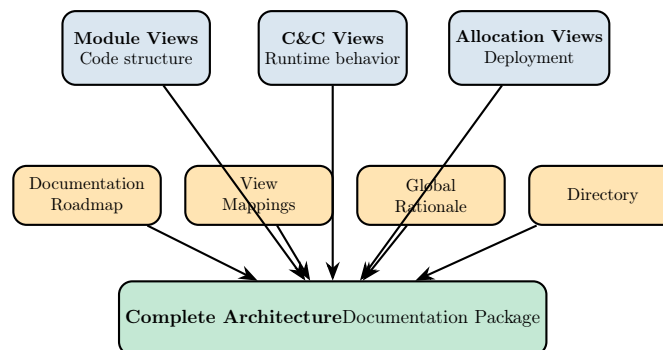 Module Views
Code structure
C&C Views
Runtime behavior
Allocation Views
Deployment
Documentation
Roadmap
View
Mappings
Global
Rationale
Directory
Complete ArchitectureDocumentation Package